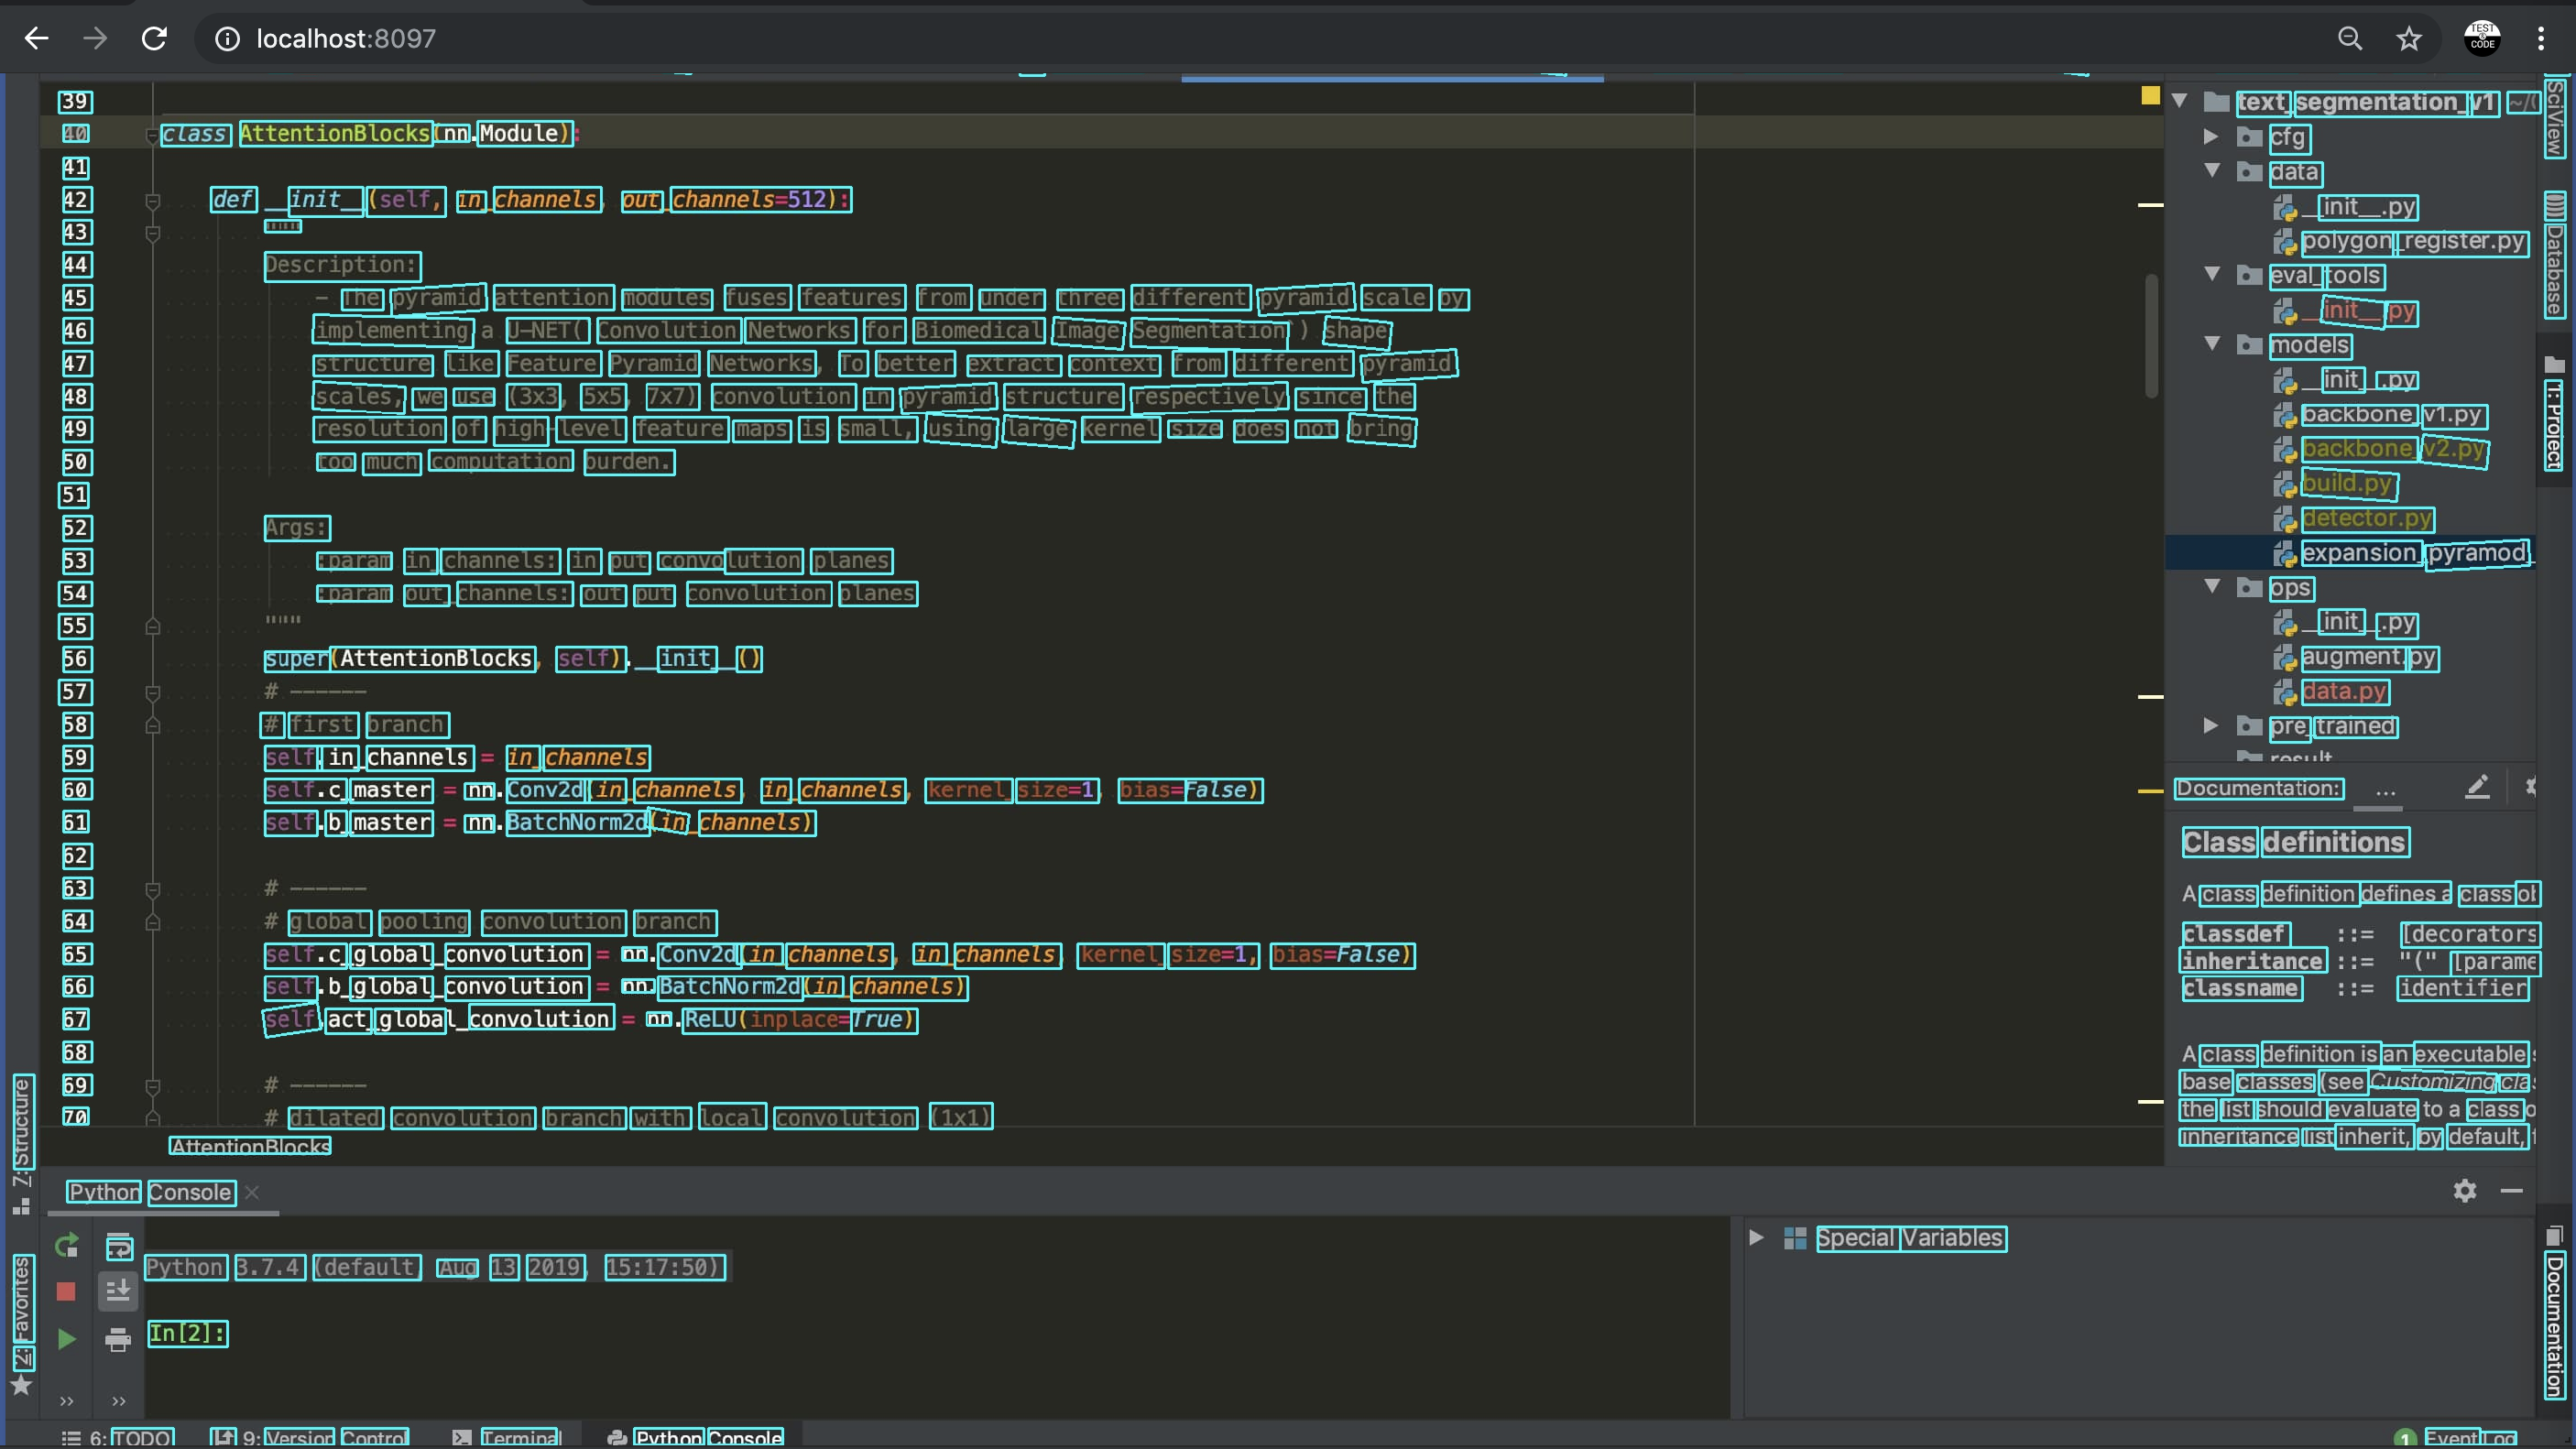 localhost:8097
TEST
CODE
39
40 class AttentionBlocks(nn.Module):
41
42 def __init__(self, in_channels, out_channels=512):
43 """
44 Description:
45 - The pyramid attention modules fuses features from under three different pyramid scale by
46 implementing a U-NET( Convolution Networks for Biomedical Image Segmentation`) shape
47 structure like Feature Pyramid Networks, To better extract context from different pyramid
48 scales, we use (3x3, 5x5, 7x7) convolution in pyramid structure respectively since the
49 resolution of high-level feature maps is small, using large kernel size does not bring
50 too much computation burden.
51
52 Args:
53 :param in_channels: in put convolution planes
54 :param out_channels: out put convolution planes
55 """
56 super(AttentionBlocks, self).__init__()
57 # ------
58 # first branch
59 self.in_channels = in_channels
60 self.c_master = nn.Conv2d(in_channels, in_channels, kernel_size=1, bias=False)
61 self.b_master = nn.BatchNorm2d(in_channels)
62
63 # ------
64 # global pooling convolution branch
65 self.c_global_convolution = nn.Conv2d(in_channels, in_channels, kernel_size=1, bias=False)
66 self.b_global_convolution = nn.BatchNorm2d(in_channels)
67 self.act_global_convolution = nn.ReLU(inplace=True)
68
69 # ------
70 # dilated convolution branch with local convolution (1x1)
AttentionBlocks
text_segmentation_v1 ~/
cfg
data
__init__.py
polygon_register.py
eval_tools
__init__.py
models
__init__.py
backbone_v1.py
backbone_v2.py
build.py
detector.py
expansion_pyramod_
ops
__init__.py
augment.py
data.py
pre_trained
result
Documentation: ...
Class definitions
A class definition defines a class ob
classdef ::= [decorators
inheritance ::= "(" [parame
classname ::= identifier
A class definition is an executable s
base classes (see Customizing clas
the list should evaluate to a class o
inheritance list inherit, by default, f
SciView
Database
1: Project
Documentation
Z: Structure
2: Favorites
Python Console
Python 3.7.4 (default, Aug 13 2019, 15:17:50)
In[2]:
Special Variables
6: TODO 9: Version Control Terminal Python Console 1 Event Log